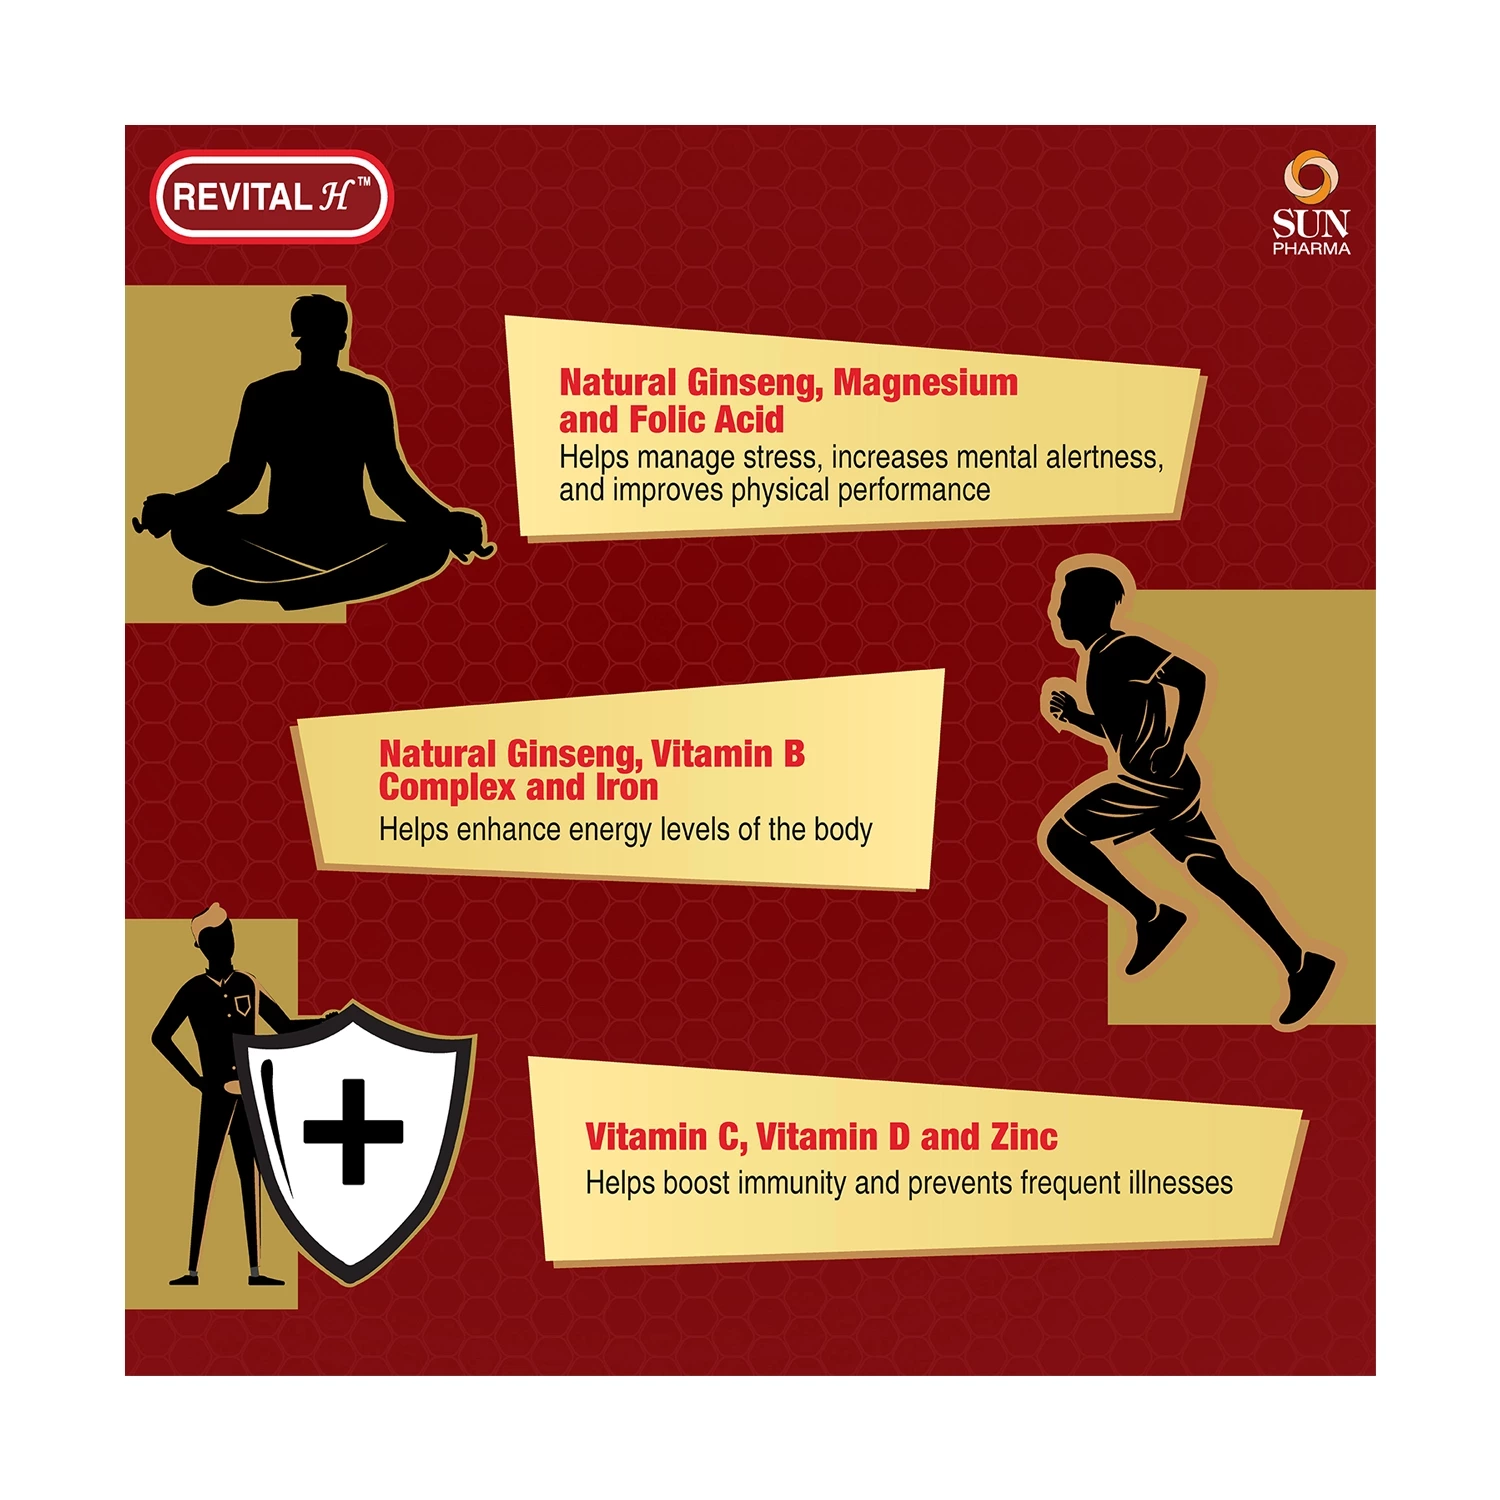 REVITAL H™
SUN
PHARMA
Natural Ginseng, Magnesium
and Folic Acid
Helps manage stress, increases mental alertness,
and improves physical performance
Natural Ginseng, Vitamin B
Complex and Iron
Helps enhance energy levels of the body
Vitamin C, Vitamin D and Zinc
Helps boost immunity and prevents frequent illnesses